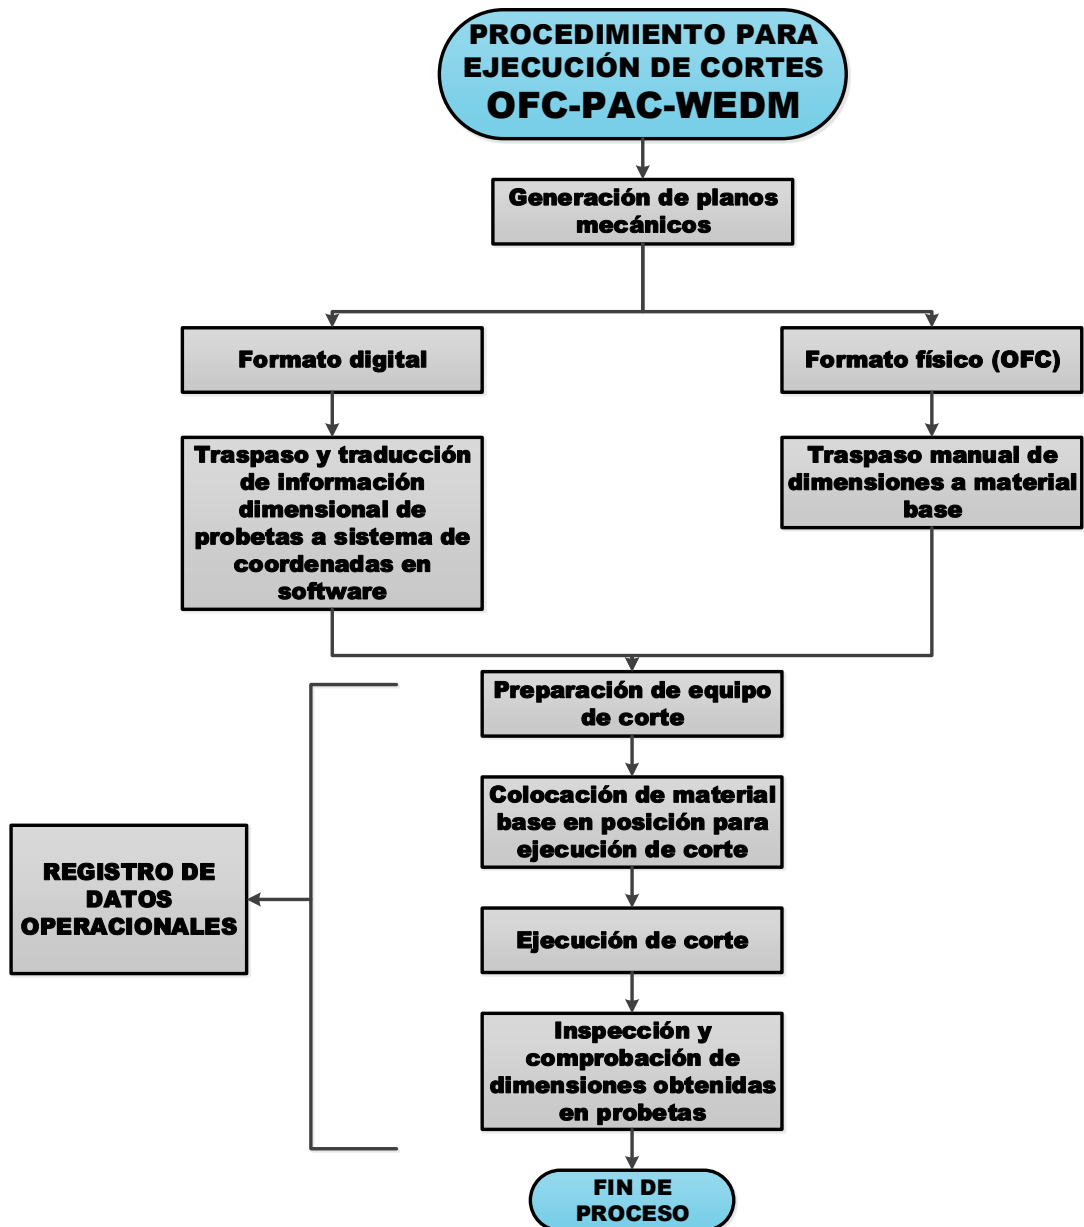 PROCEDIMIENTO PARA
EJECUCIÓN DE CORTES
OFC-PAC-WEDM
Generación de planos
mecánicos
Formato digital
Formato físico (OFC)
Traspaso y traducción
de información
dimensional de
probetas a sistema de
coordenadas en
software
Traspaso manual de
dimensiones a material
base
Preparación de equipo
de corte
Colocación de material
base en posición para
ejecución de corte
REGISTRO DE
DATOS
OPERACIONALES
Ejecución de corte
Inspección y
comprobación de
dimensiones obtenidas
en probetas
FIN DE
PROCESO